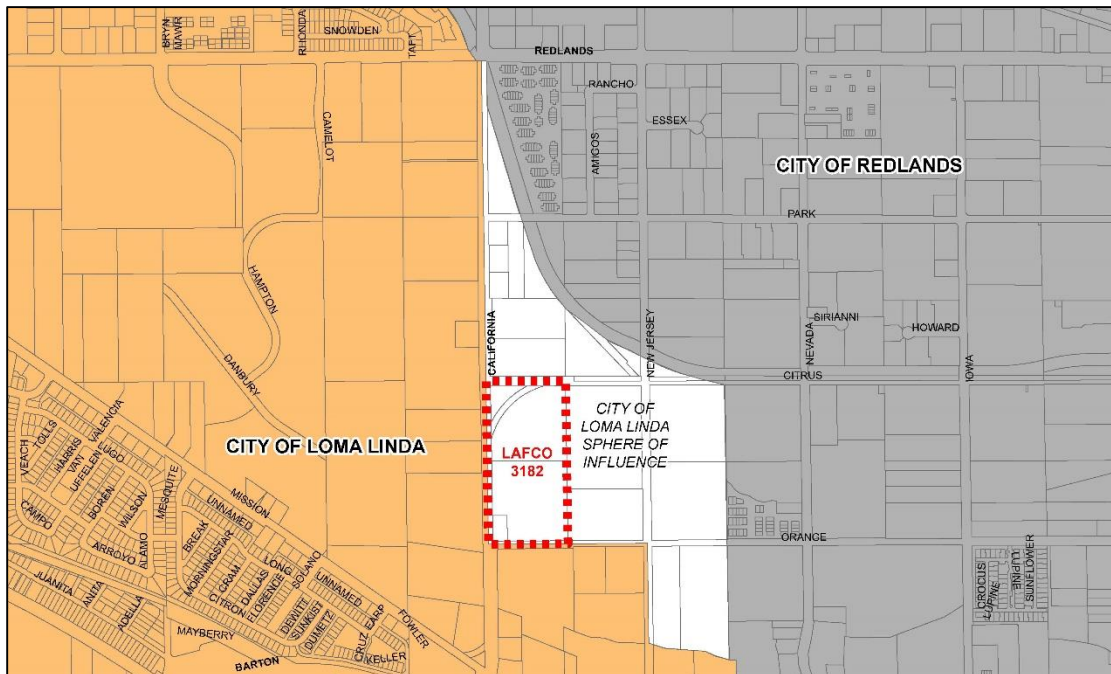 SNOWDEN
BRYN
MAWR
RHONDA
TAFT
REDLANDS
RANCHO
CAMELOT
ESSEX
AMIGOS
CITY OF REDLANDS
PARK
HAMPTON
CALIFORNIA
NEW JERSEY
NEVADA
SIRIANNI
HOWARD
IOWA
DANBURY
CITRUS
CITY OF
LOMA LINDA
SPHERE OF
INFLUENCE
CITY OF LOMA LINDA
LAFCO
3182
VEACH
TOLLS
HARRIS
VAN
UFFELEN
VALENCIA
LUGO
BOREN
WILSON
MESQUITE
MISSION
UNNAMED
CAMPO
ARROYO
ALAMO
BREAK
MORNINGSTAR
CRAM
DALLAS
FLORENCE
LONG
SOLANO
UNNAMED
ORANGE
JUANITA
ANITA
ADELLA
CITRON
DEWITT
SUNKIST
DUMETZ
CRUZ
EARP
FOWLER
MAYBERRY
KELLER
BARTON
CROCUS
LUPINE
LUPINE
SUNFLOWER